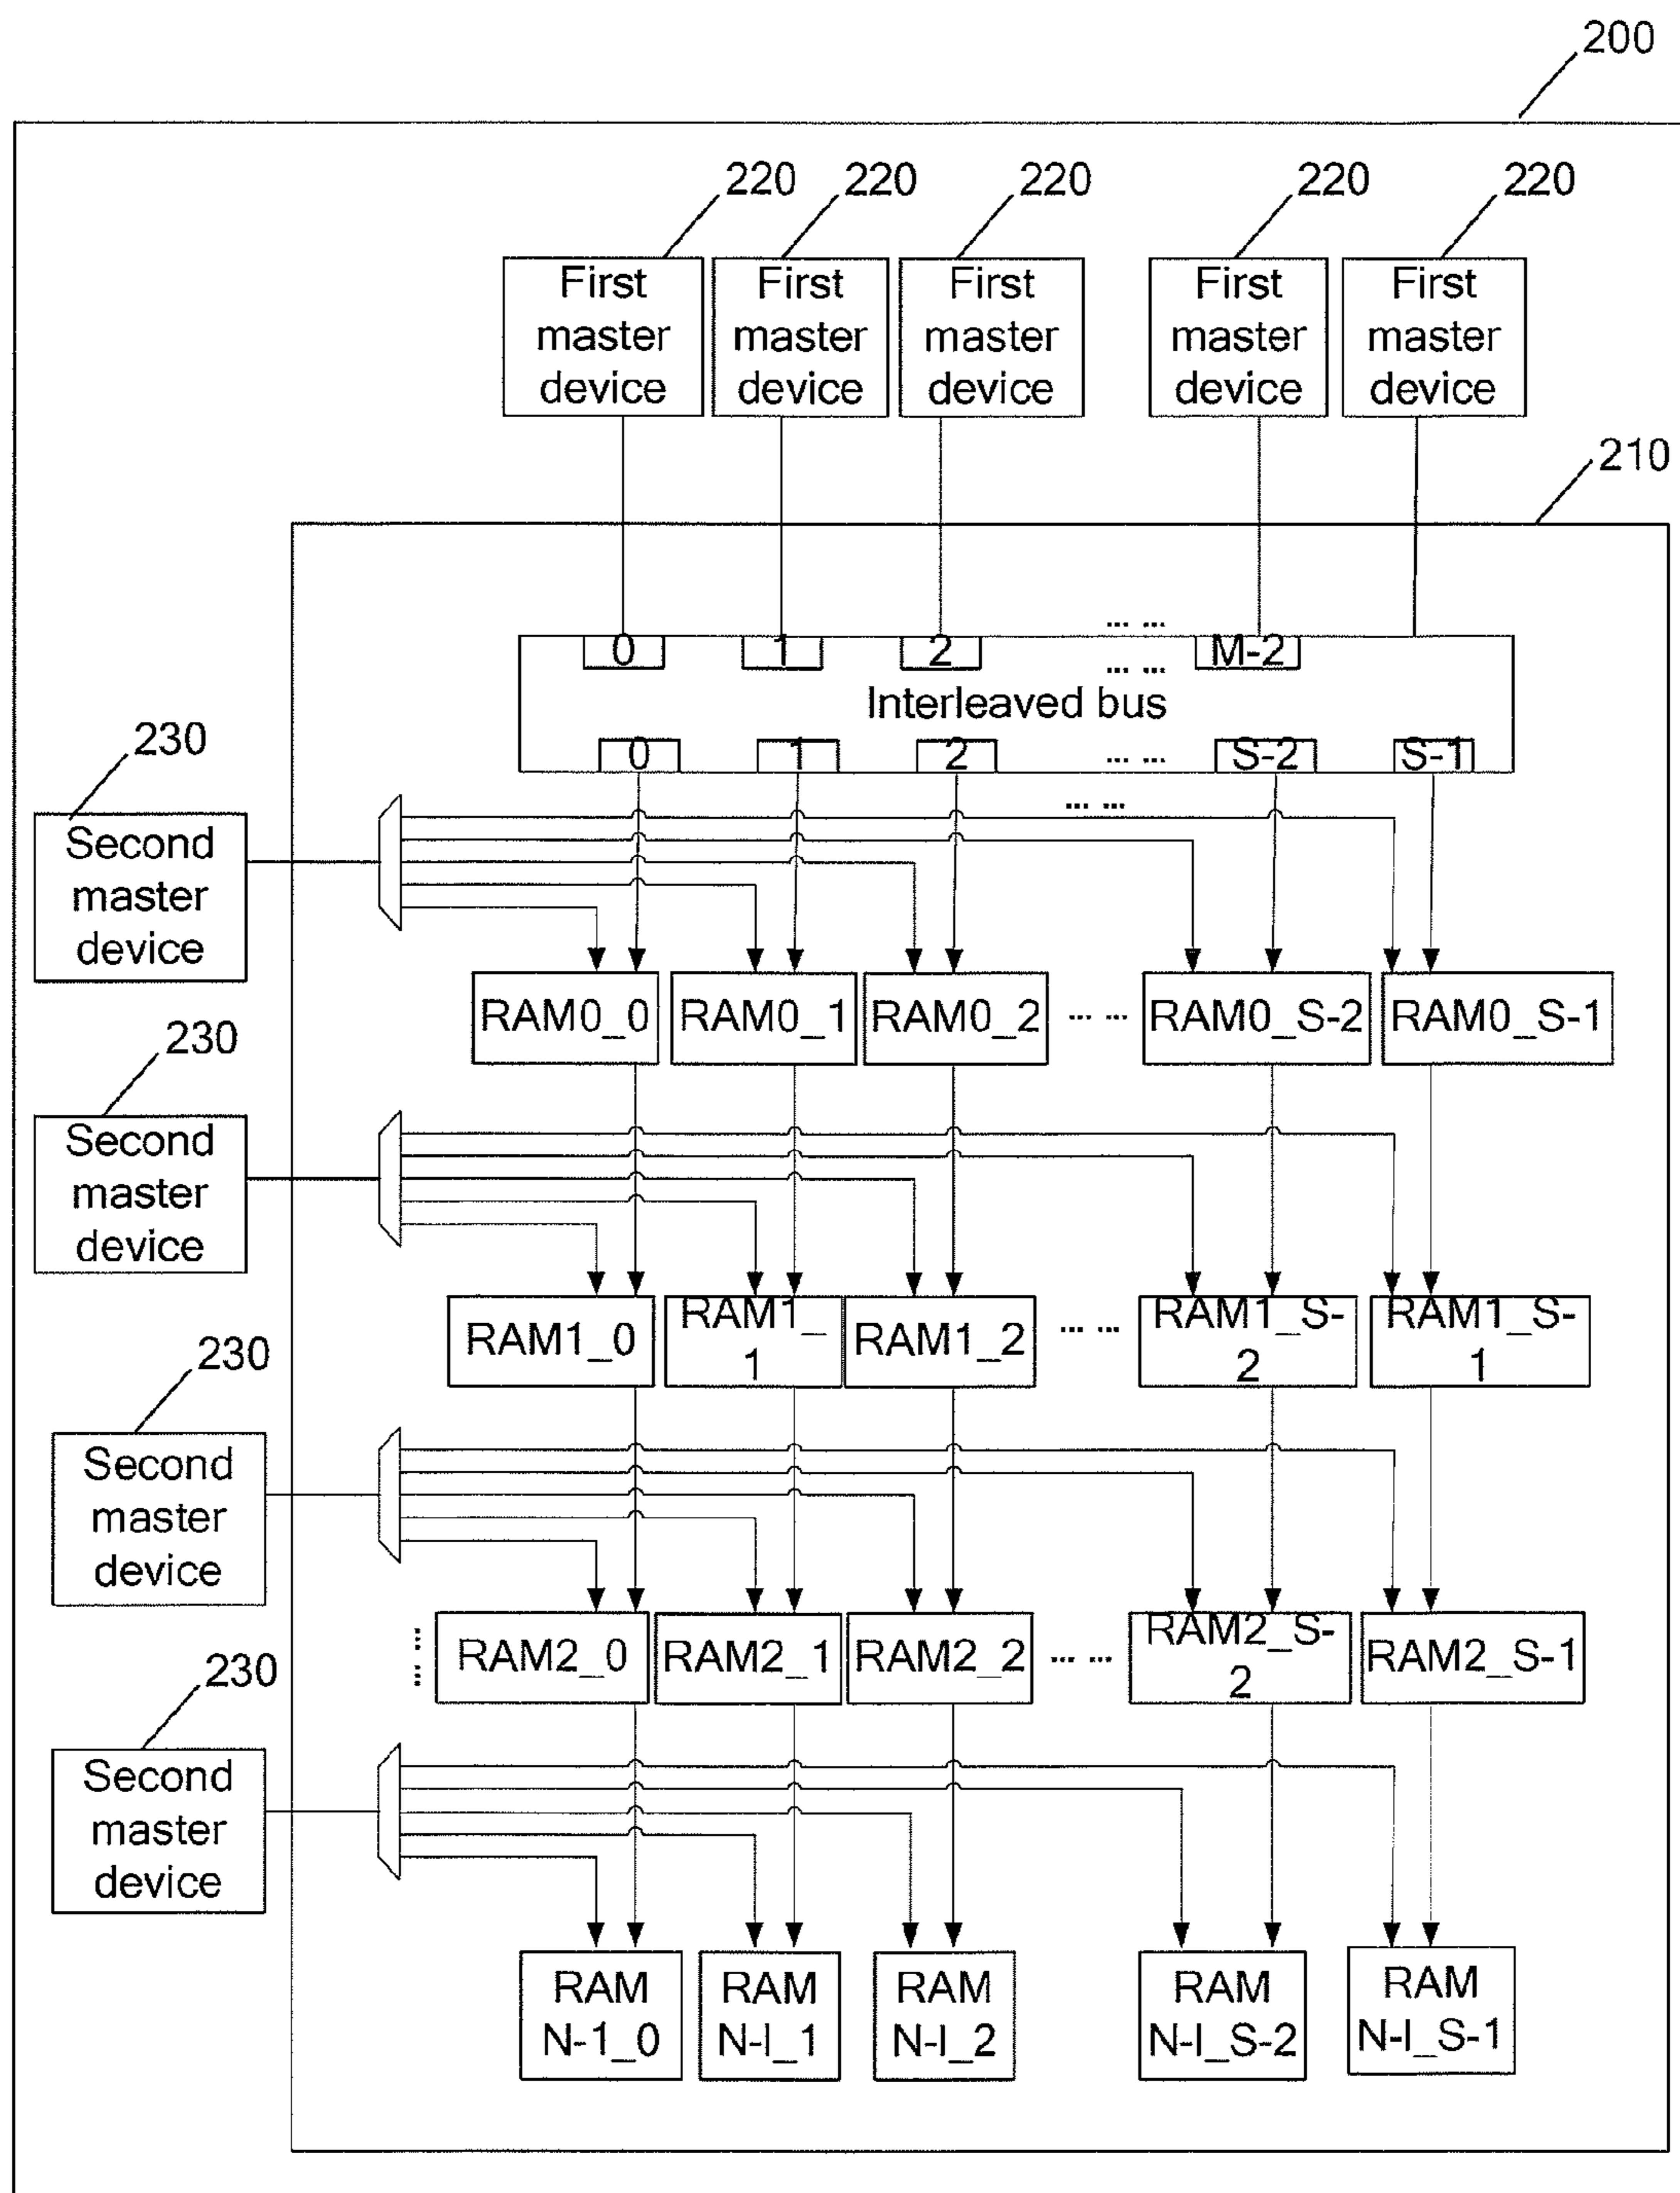 200
220
220
220
220
220
First
master
device
First
master
device
First
master
device
First
master
device
First
master
device
210
... ...
0
1
2
... ...
M-2
Interleaved bus
0
1
2
... ...
S-2
S-1
... ...
230
Second
master
device
RAM0_0
RAM0_1
RAM0_2
... ...
RAM0_S-2
RAM0_S-1
230
Second
master
device
RAM1_0
RAM1_
1
RAM1_2
... ...
RAM1_S-
2
RAM1_S-
1
230
Second
master
device
... ...
RAM2_0
RAM2_1
RAM2_2
... ...
RAM2_S-
2
RAM2_S-1
230
Second
master
device
RAM
N-1_0
RAM
N-I_1
RAM
N-I_2
RAM
N-I_S-2
RAM
N-I_S-1